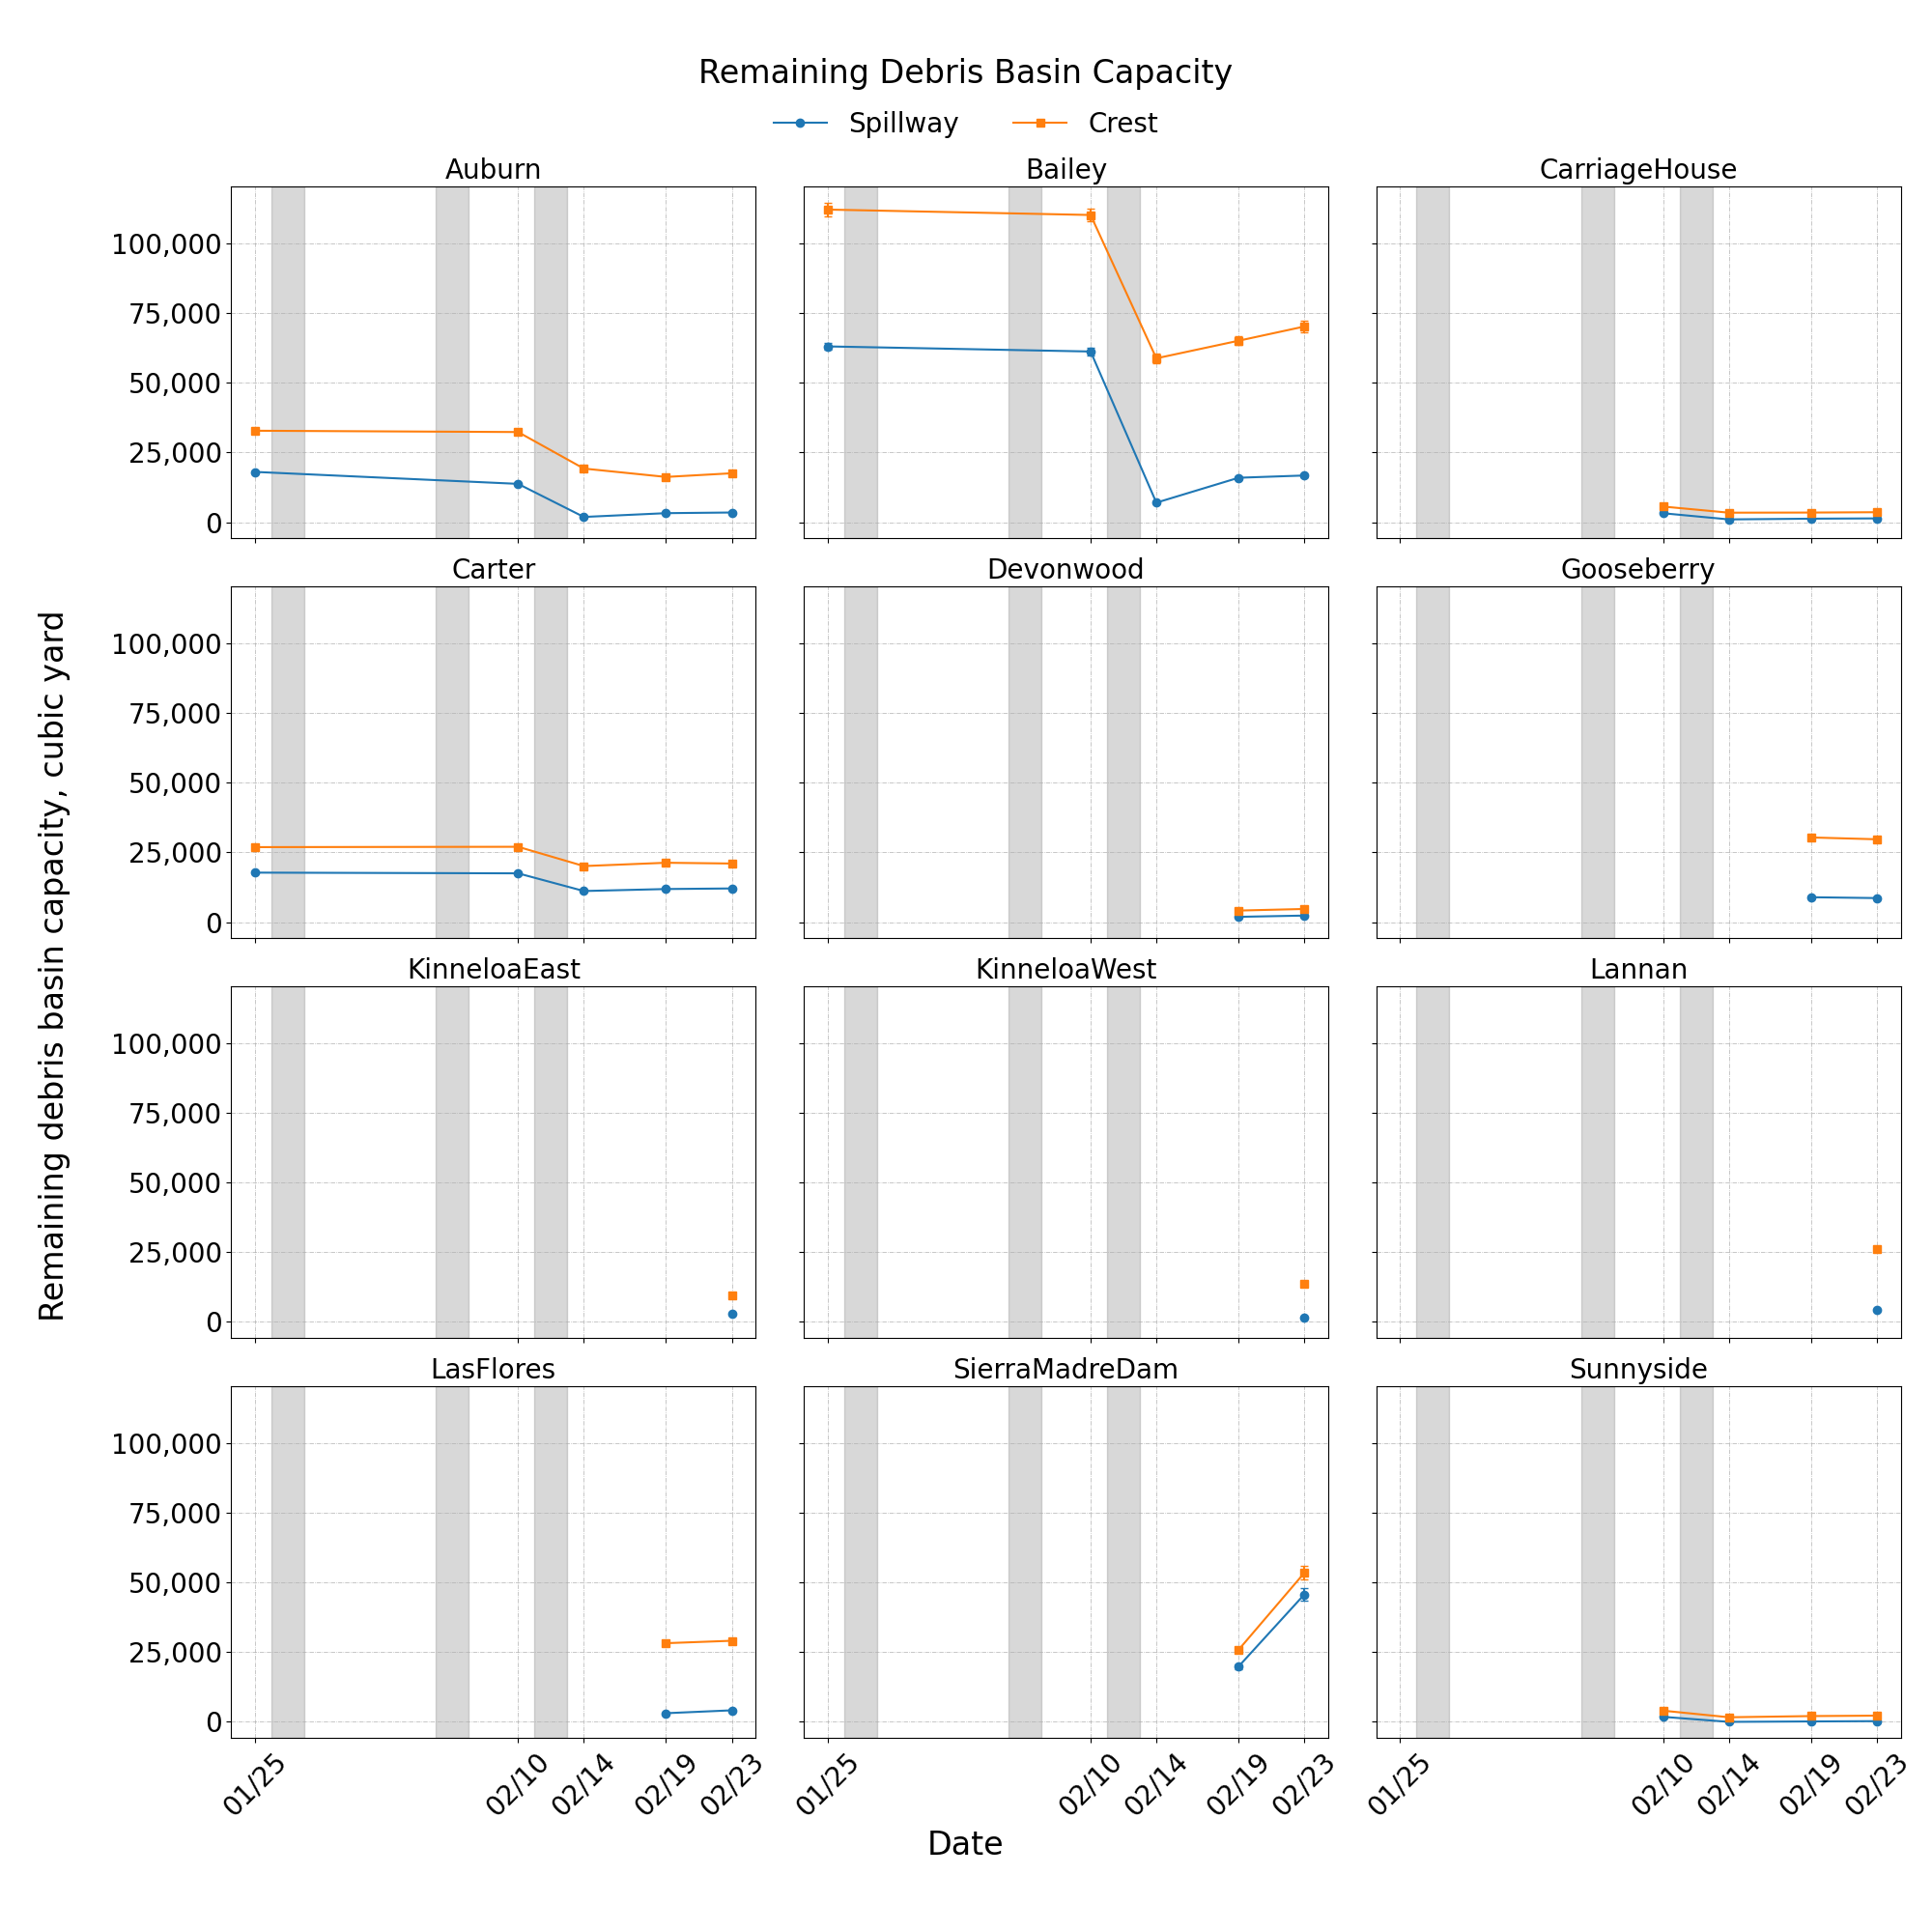 Remaining Debris Basin Capacity
Spillway Crest
Auburn Bailey CarriageHouse
100,000
75,000
50,000
25,000
0
Carter Devonwood Gooseberry
100,000
75,000
50,000
25,000
0
KinneloaEast KinneloaWest Lannan
100,000
75,000
50,000
25,000
0
LasFlores SierraMadreDam Sunnyside
100,000
75,000
50,000
25,000
0
Remaining debris basin capacity, cubic yard
01/25 02/10 02/14 02/19 02/23 01/25 02/10 02/14 02/19 02/23 01/25 02/10 02/14 02/19 02/23
Date